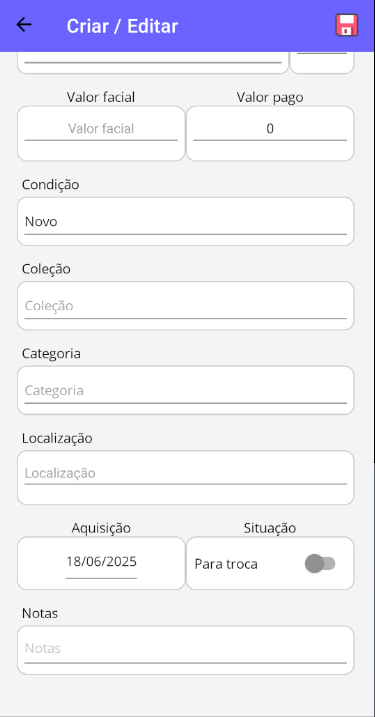 Criar / Editar
Valor facial Valor pago
Valor facial 0
Condição
Novo
Coleção
Coleção
Categoria
Categoria
Localização
Localização
Aquisição Situação
18/06/2025 Para troca
Notas
Notas